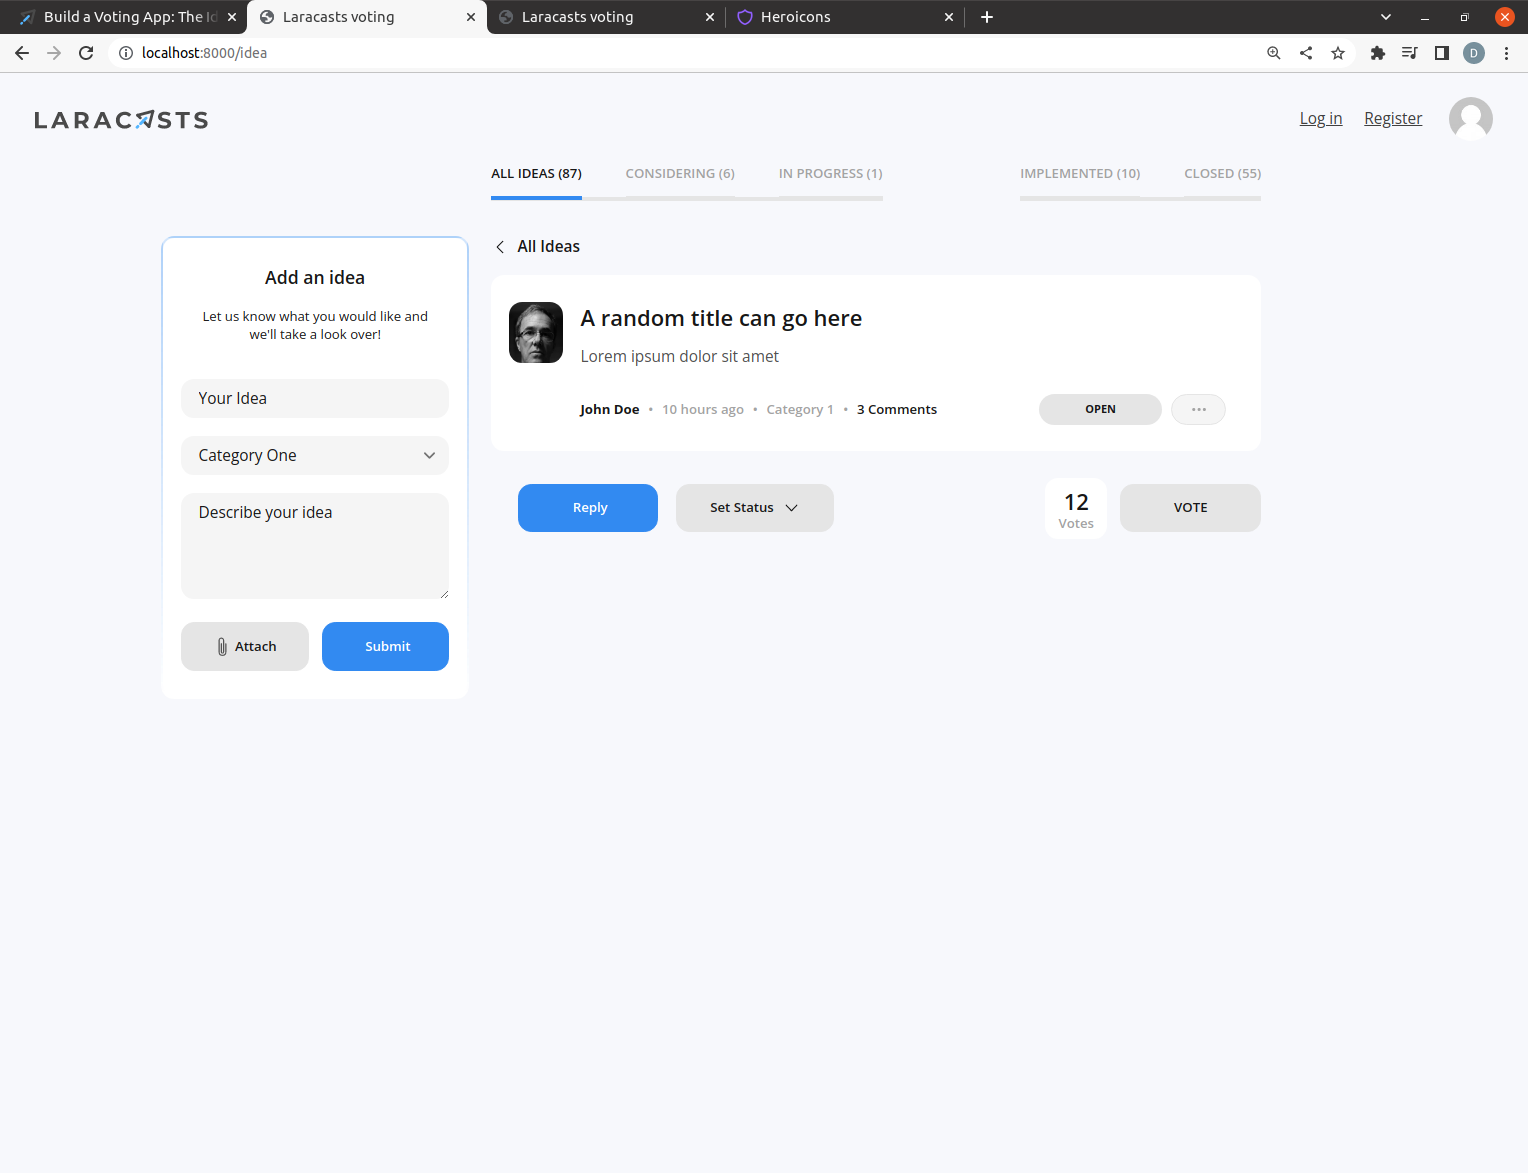 Build a Voting App: The Id
Laracasts voting
Laracasts voting
Heroicons
localhost:8000/idea
D
LARACASTS
Log in
Register
ALL IDEAS (87)
CONSIDERING (6)
IN PROGRESS (1)
IMPLEMENTED (10)
CLOSED (55)
Add an idea
Let us know what you would like and
we'll take a look over!
Your Idea
Category One
Describe your idea
Attach
Submit
All Ideas
A random title can go here
Lorem ipsum dolor sit amet
John Doe • 10 hours ago • Category 1 • 3 Comments
OPEN
Reply
Set Status
12
Votes
VOTE